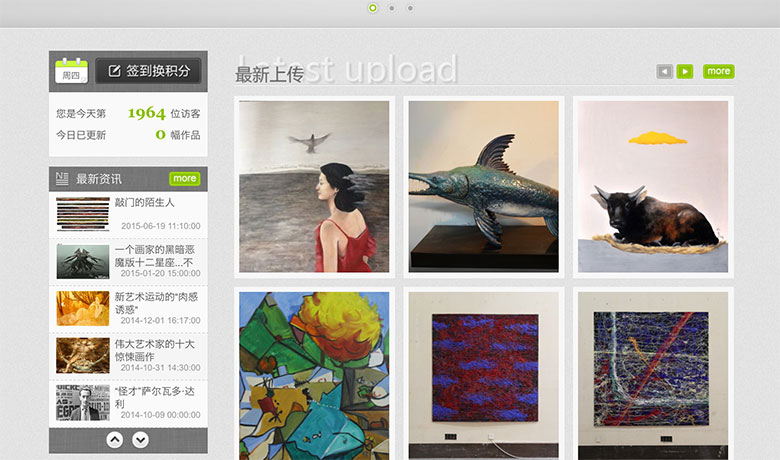 周四
签到换积分
您是今天第 1964 位访客
今日已更新 0 幅作品
最新资讯
more
敲门的陌生人
2015-06-19 11:10:00
一个画家的黑暗恶
魔版十二星座...不
2015-01-20 15:00:00
新艺术运动的“肉感
诱惑”
2014-12-01 16:17:00
伟大艺术家的十大
惊悚画作
2014-10-31 14:30:00
“怪才”萨尔瓦多·达
利
2014-10-09 00:00:00
Latest upload
最新上传
more